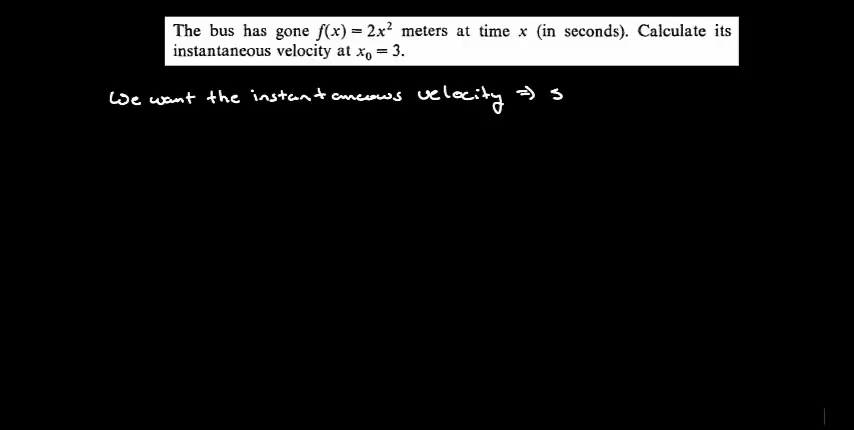 The bus has gone f(x) = 2x² meters at time x (in seconds). Calculate its
instantaneous velocity at x₀ = 3.
We want the instantaneous velocity ⇒ s